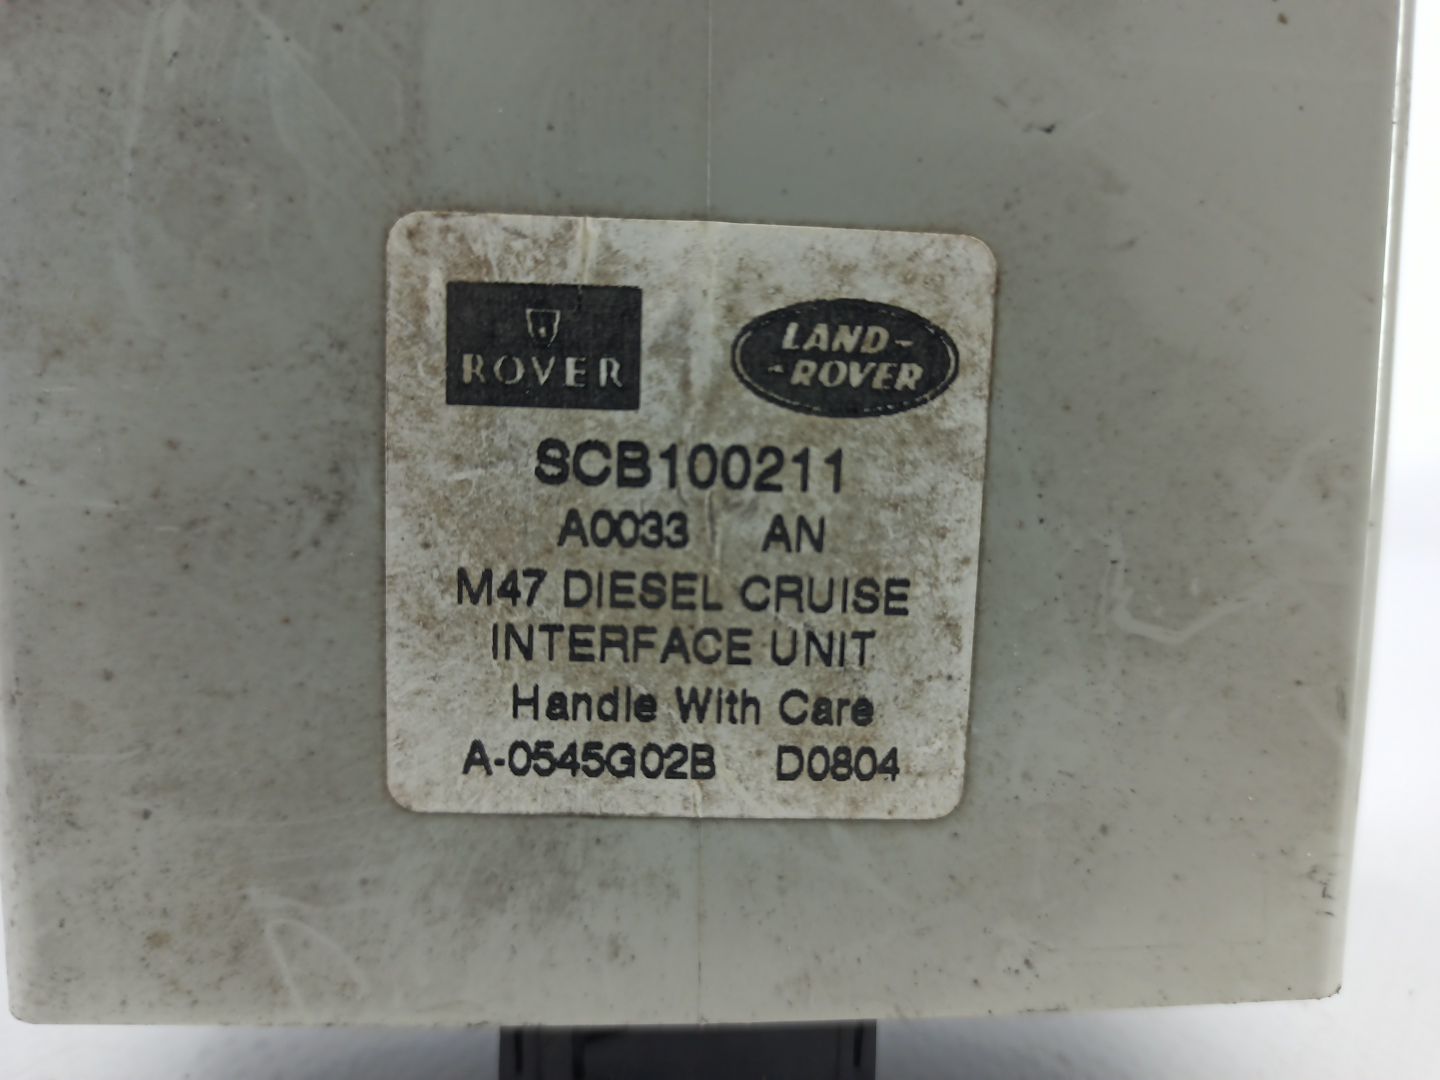 ROVER
LAND-
-ROVER
SCB100211
A0033 AN
M47 DIESEL CRUISE
INTERFACE UNIT
Handle With Care
A-0545G02B D0804